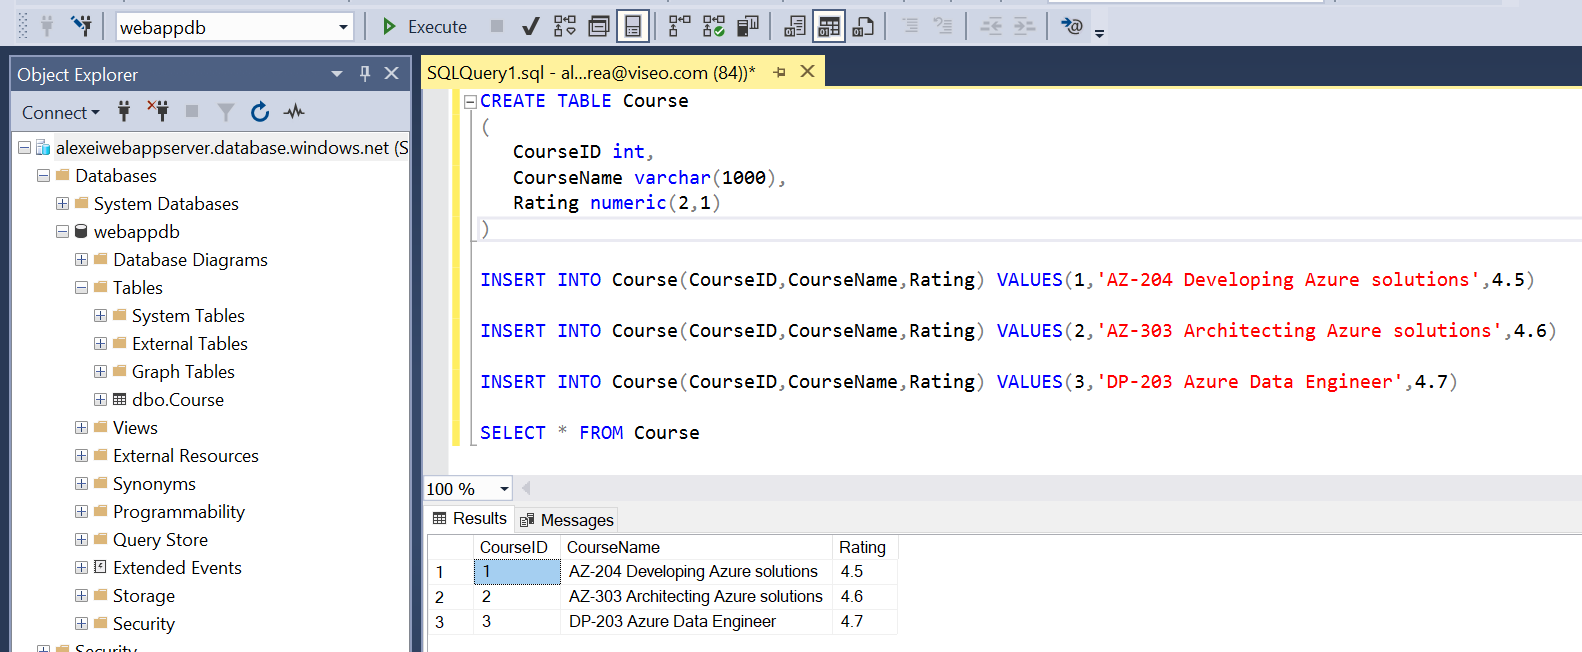 webappdb
Execute
Object Explorer
Connect
alexeiwebappserver.database.windows.net (S
Databases
System Databases
webappdb
Database Diagrams
Tables
System Tables
External Tables
Graph Tables
dbo.Course
Views
External Resources
Synonyms
Programmability
Query Store
Extended Events
Storage
Security
Security
SQLQuery1.sql - al...rea@viseo.com (84))*
CREATE TABLE Course
(
CourseID int,
CourseName varchar(1000),
Rating numeric(2,1)
)
INSERT INTO Course(CourseID,CourseName,Rating) VALUES(1,'AZ-204 Developing Azure solutions',4.5)
INSERT INTO Course(CourseID,CourseName,Rating) VALUES(2,'AZ-303 Architecting Azure solutions',4.6)
INSERT INTO Course(CourseID,CourseName,Rating) VALUES(3,'DP-203 Azure Data Engineer',4.7)
SELECT * FROM Course
100 %
Results Messages
CourseID CourseName Rating
1 1 AZ-204 Developing Azure solutions 4.5
2 2 AZ-303 Architecting Azure solutions 4.6
3 3 DP-203 Azure Data Engineer 4.7